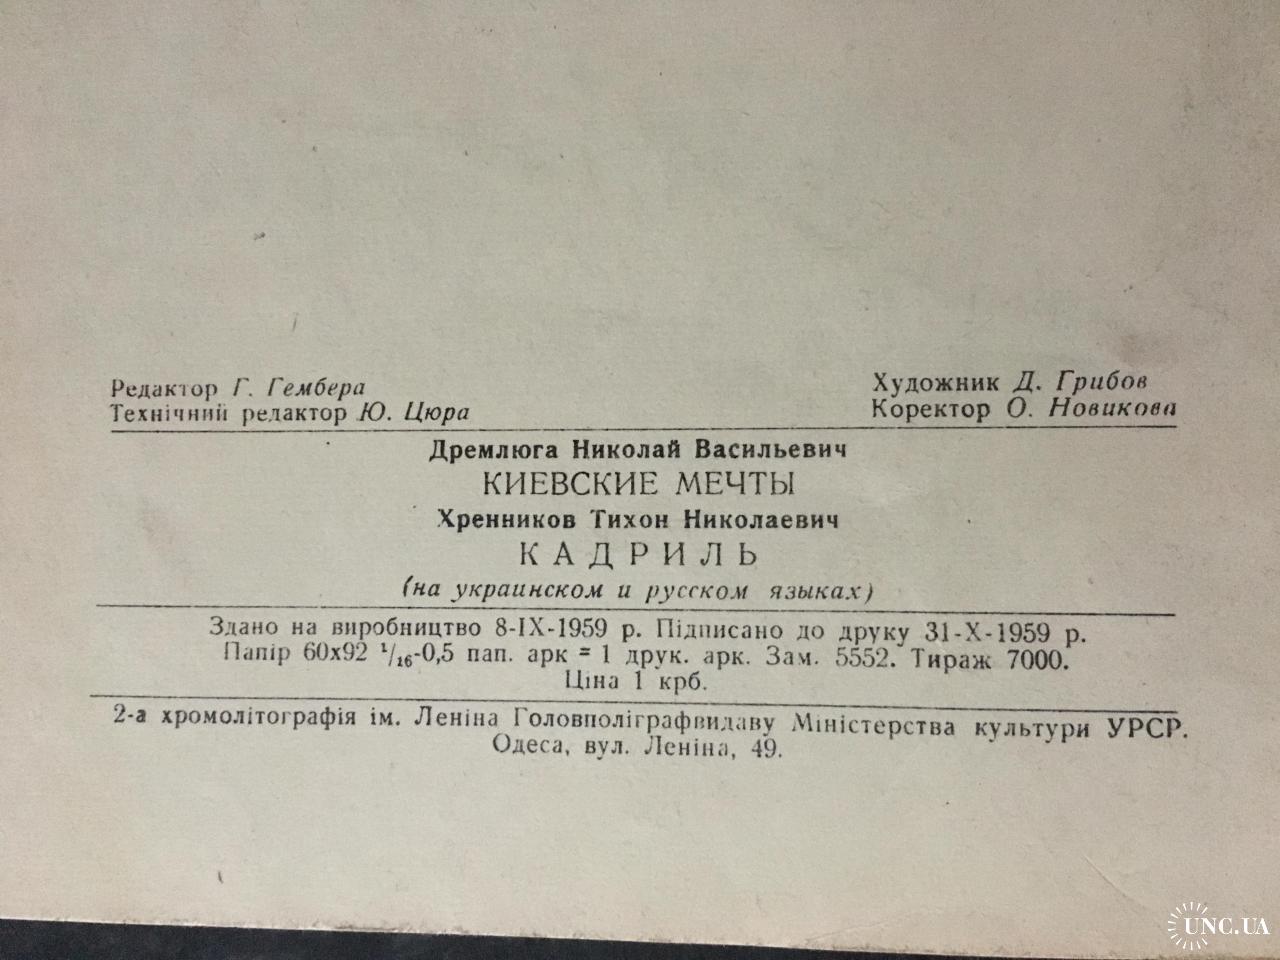 Редактор Г. Гембера
Технічний редактор Ю. Цюра
Художник Д. Грибов
Коректор О. Новикова
Дремлюга Николай Васильевич
КИЕВСКИЕ МЕЧТЫ
Хренников Тихон Николаевич
КАДРИЛЬ
(на украинском и русском языках)
Здано на виробництво 8-IX-1959 р. Підписано до друку 31-X-1959 р.
Папір 60х92 1/16-0,5 пап. арк = 1 друк. арк. Зам. 5552. Тираж 7000.
Ціна 1 крб.
2-а хромолітографія ім. Леніна Головполіграфвидаву Міністерства культури УРСР.
Одеса, вул. Леніна, 49.
UNC.UA